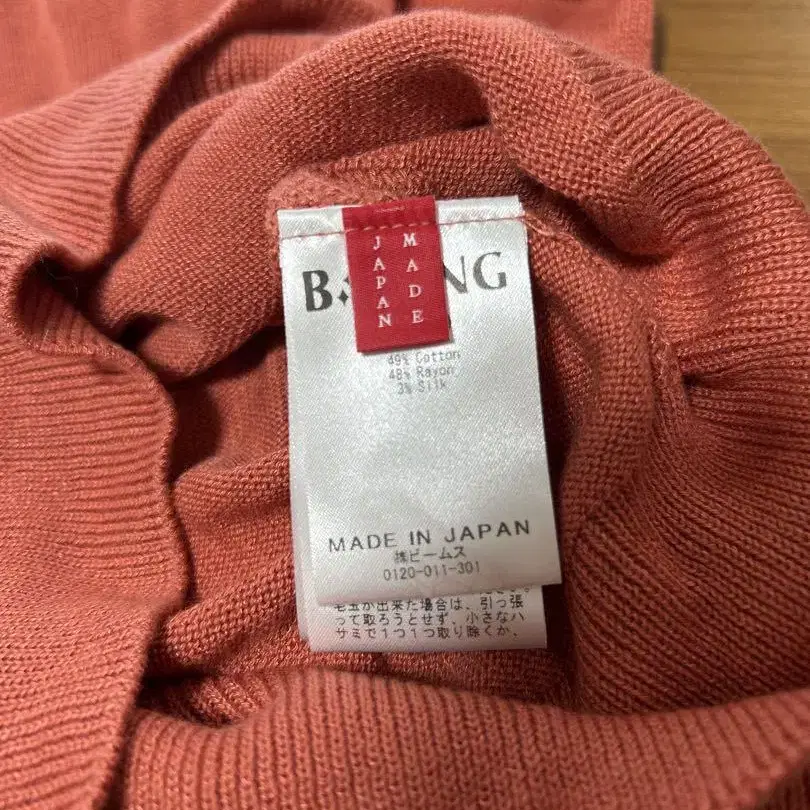 MADE
JAPAN
B NG
49% Cotton
48% Rayon
3% Silk
MADE IN JAPAN
㈱ビームス
0120-011-301
毛玉が出来た場合は、引っ張
って取ろうとせず、小さなハ
サミで1つ1つ取り除くか、